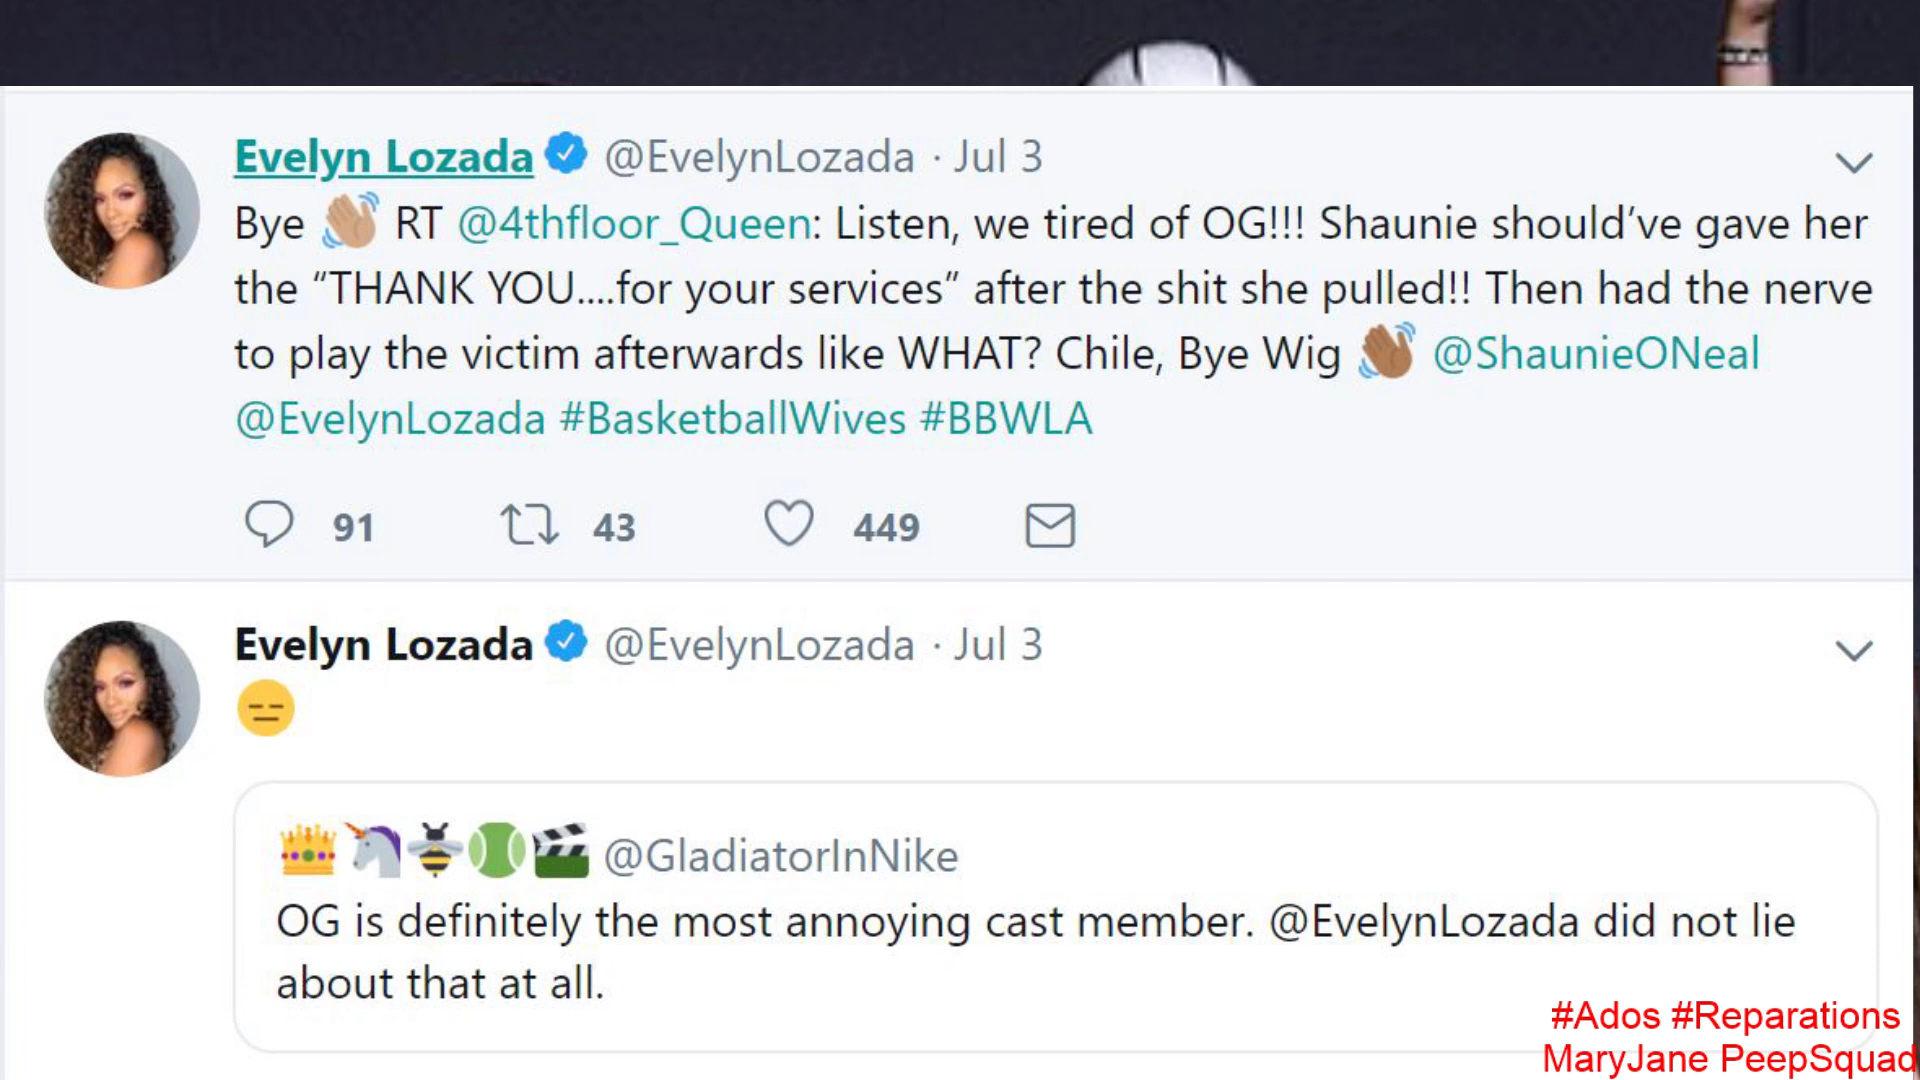 Evelyn Lozada @EvelynLozada · Jul 3
Bye 👋🏽 RT @4thfloor_Queen: Listen, we tired of OG!!! Shaunie should’ve gave her
the “THANK YOU....for your services” after the shit she pulled!! Then had the nerve
to play the victim afterwards like WHAT? Chile, Bye Wig 👋🏾 @ShaunieONeal
@EvelynLozada #BasketballWives #BBWLA
91 43 449
Evelyn Lozada @EvelynLozada · Jul 3
😑
👑🦄🐝🎾🎬 @GladiatorInNike
OG is definitely the most annoying cast member. @EvelynLozada did not lie
about that at all.
#Ados #Reparations
MaryJane PeepSquad